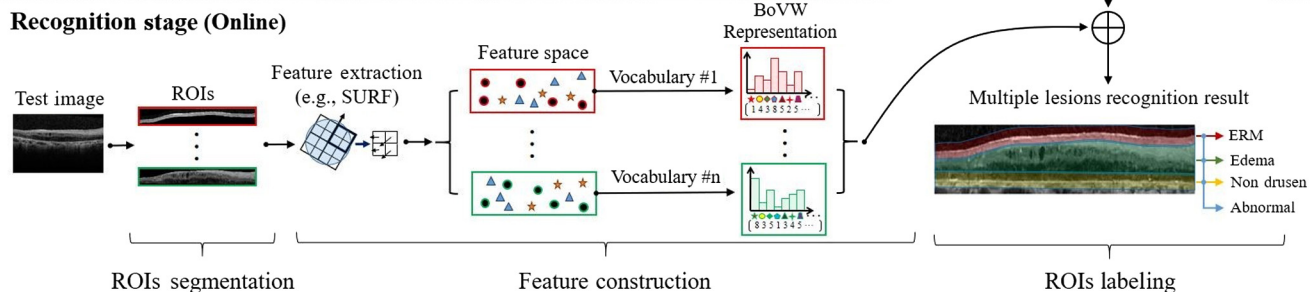 Recognition stage (Online)
Test image
ROIs
Feature extraction
(e.g., SURF)
Feature space
Vocabulary #1
Vocabulary #n
BoVW
Representation
( 1 4 3 8 5 2 5 ··· )
( 8 3 5 1 3 4 5 ··· )
Multiple lesions recognition result
ERM
Edema
Non drusen
Abnormal
ROIs segmentation
Feature construction
ROIs labeling